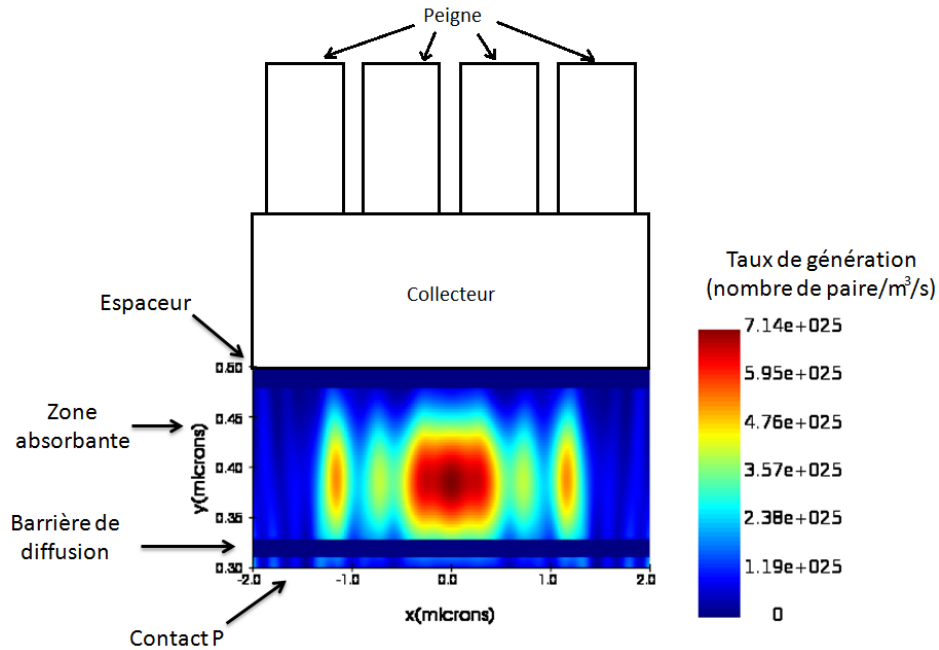 Peigne
Collecteur
Espaceur
Zone
absorbante
Barrière de
diffusion
Contact P
y(microns)
0.50
0.45
0.40
0.35
0.30
-2.0
-1.0
0.0
1.0
2.0
x(microns)
Taux de génération
(nombre de paire/m³/s)
7.14e+025
5.95e+025
4.76e+025
3.57e+025
2.38e+025
1.19e+025
0